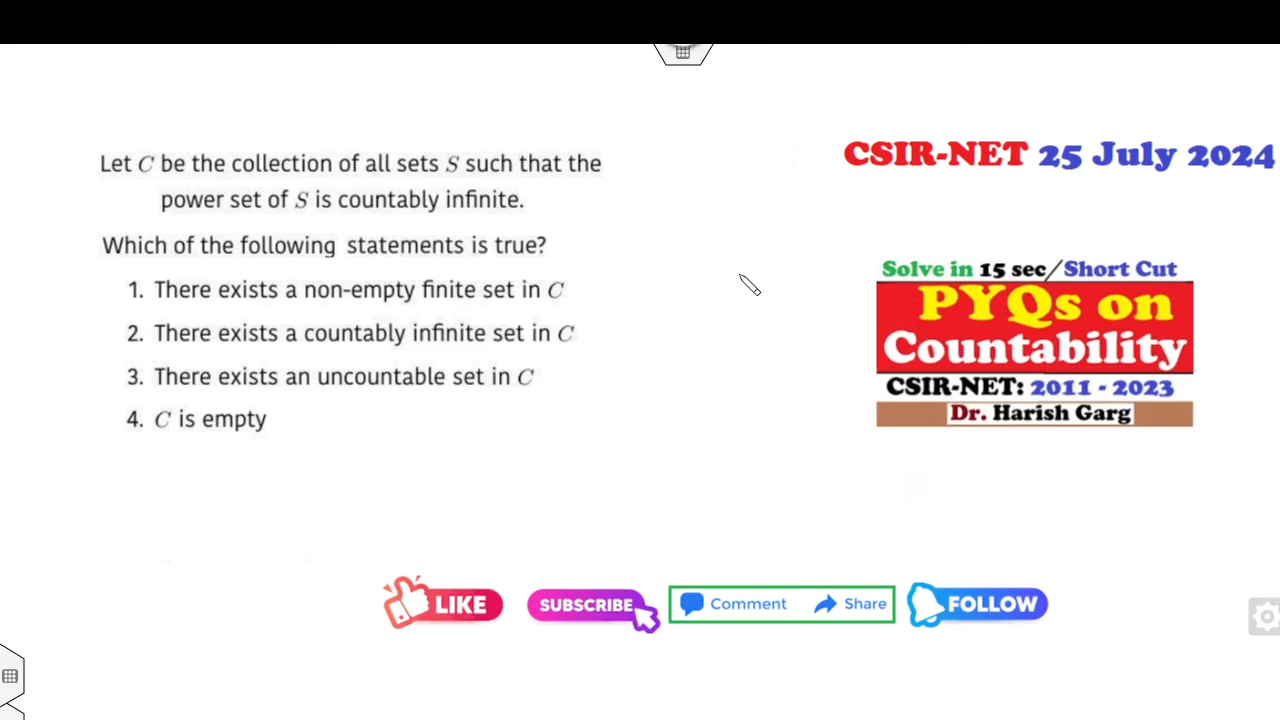 Let C be the collection of all sets S such that the
power set of S is countably infinite.
Which of the following statements is true?
1. There exists a non-empty finite set in C
2. There exists a countably infinite set in C
3. There exists an uncountable set in C
4. C is empty
CSIR-NET 25 July 2024
Solve in 15 sec/Short Cut
PYQs on
Countability
CSIR-NET: 2011 - 2023
Dr. Harish Garg
LIKE
SUBSCRIBE
Comment
Share
FOLLOW